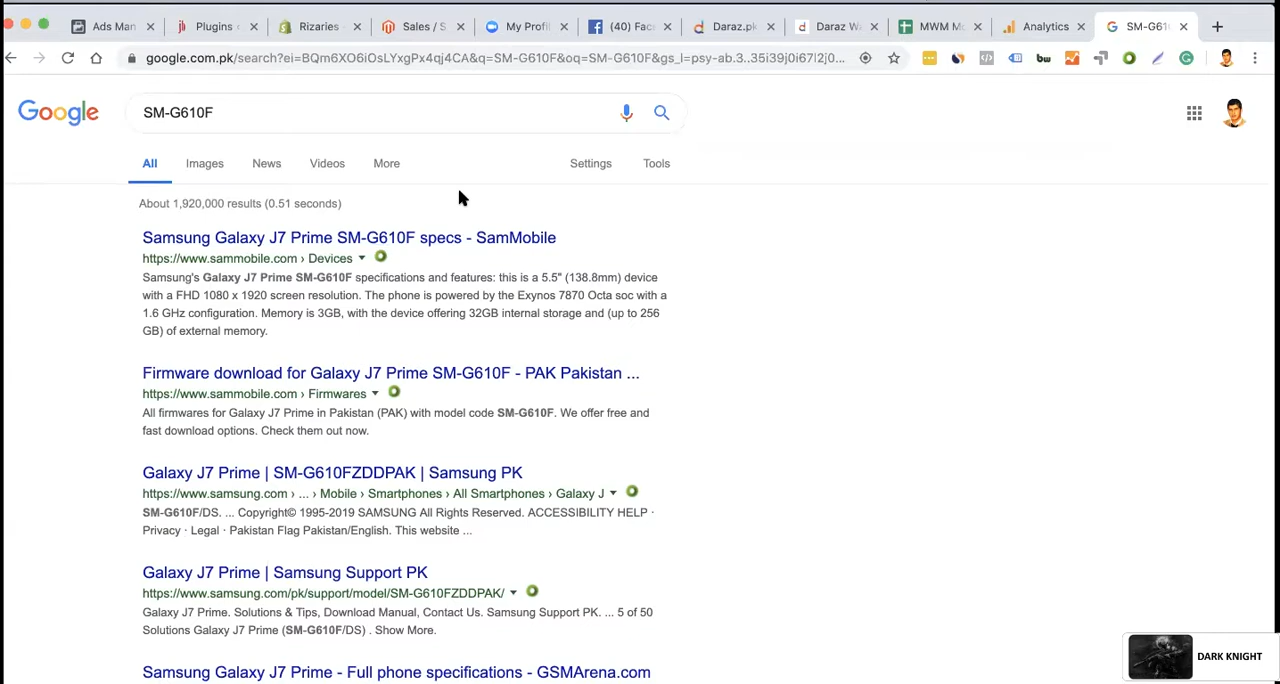 Ads Man
Plugins
Rizaries -
Sales / S
My Profil
(40) Fac
Daraz.pk
Daraz W
MWM Mo
Analytics
SM-G61
google.com.pk/search?ei=BQm6XO6iOsLYxgPx4qj4CA&q=SM-G610F&oq=SM-G610F&gs_l=psy-ab.3..35i39j0i67l2j0...
Google
SM-G610F
All
Images
News
Videos
More
Settings
Tools
About 1,920,000 results (0.51 seconds)
Samsung Galaxy J7 Prime SM-G610F specs - SamMobile
https://www.sammobile.com › Devices
Samsung's Galaxy J7 Prime SM-G610F specifications and features: this is a 5.5" (138.8mm) device
with a FHD 1080 x 1920 screen resolution. The phone is powered by the Exynos 7870 Octa soc with a
1.6 GHz configuration. Memory is 3GB, with the device offering 32GB internal storage and (up to 256
GB) of external memory.
Firmware download for Galaxy J7 Prime SM-G610F - PAK Pakistan ...
https://www.sammobile.com › Firmwares
All firmwares for Galaxy J7 Prime in Pakistan (PAK) with model code SM-G610F. We offer free and
fast download options. Check them out now.
Galaxy J7 Prime | SM-G610FZDDPAK | Samsung PK
https://www.samsung.com › ... › Mobile › Smartphones › All Smartphones › Galaxy J
SM-G610F/DS. ... Copyright© 1995-2019 SAMSUNG All Rights Reserved. ACCESSIBILITY HELP ·
Privacy · Legal · Pakistan Flag Pakistan/English. This website ...
Galaxy J7 Prime | Samsung Support PK
https://www.samsung.com/pk/support/model/SM-G610FZDDPAK/
Galaxy J7 Prime. Solutions & Tips, Download Manual, Contact Us. Samsung Support PK. ... 5 of 50
Solutions Galaxy J7 Prime (SM-G610F/DS) . Show More.
Samsung Galaxy J7 Prime - Full phone specifications - GSMArena.com
DARK KNIGHT